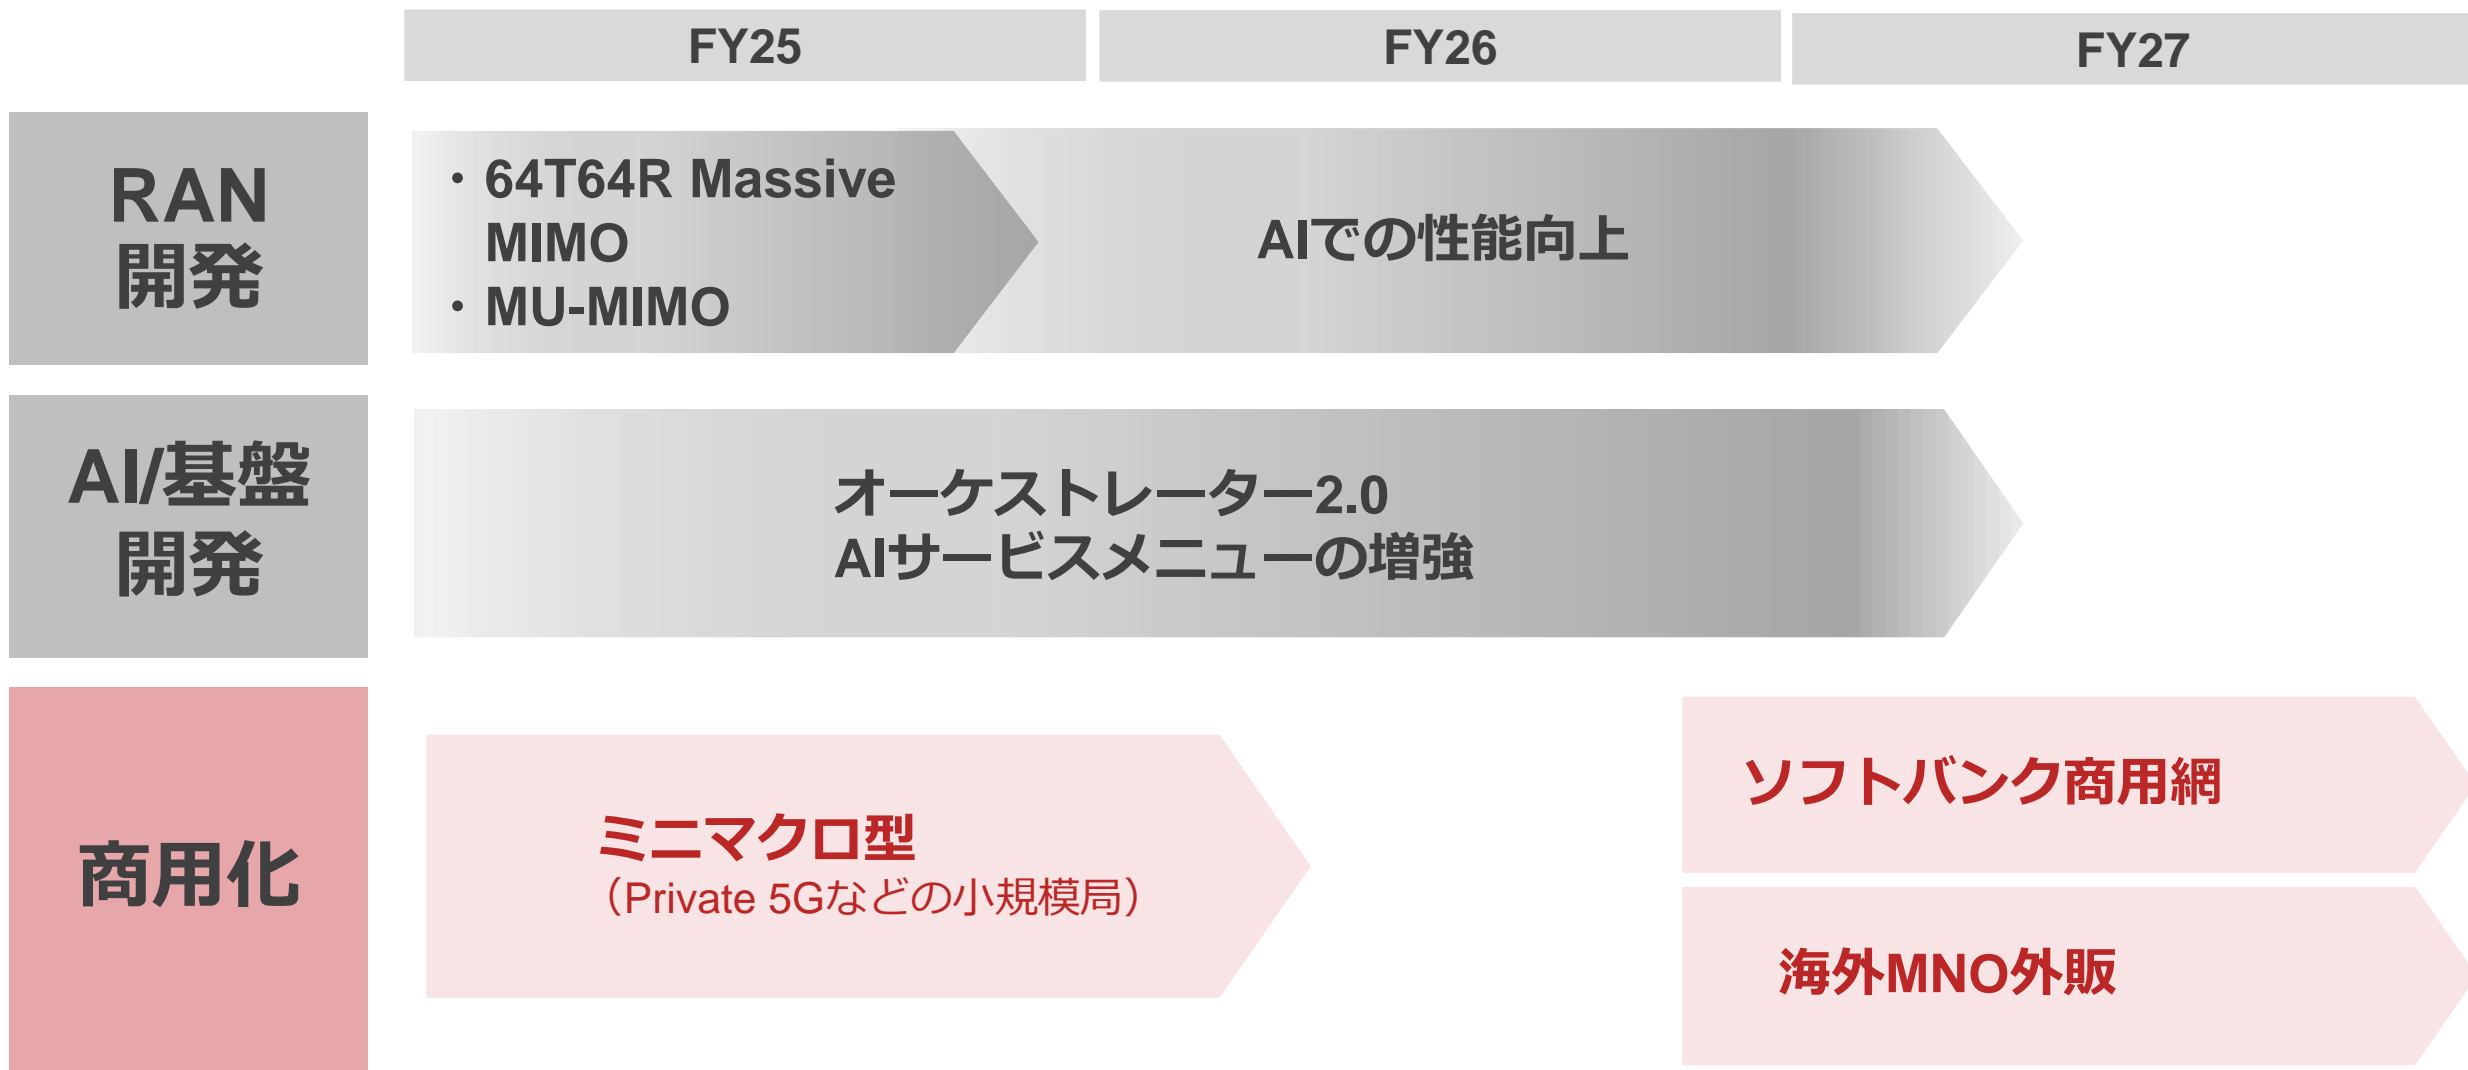 FY25
FY26
FY27
RAN
開発
・64T64R Massive
MIMO
・MU-MIMO
AIでの性能向上
AI/基盤
開発
オーケストレーター2.0
AIサービスメニューの増強
商用化
ミニマクロ型
（Private 5Gなどの小規模局）
ソフトバンク商用網
海外MNO外販